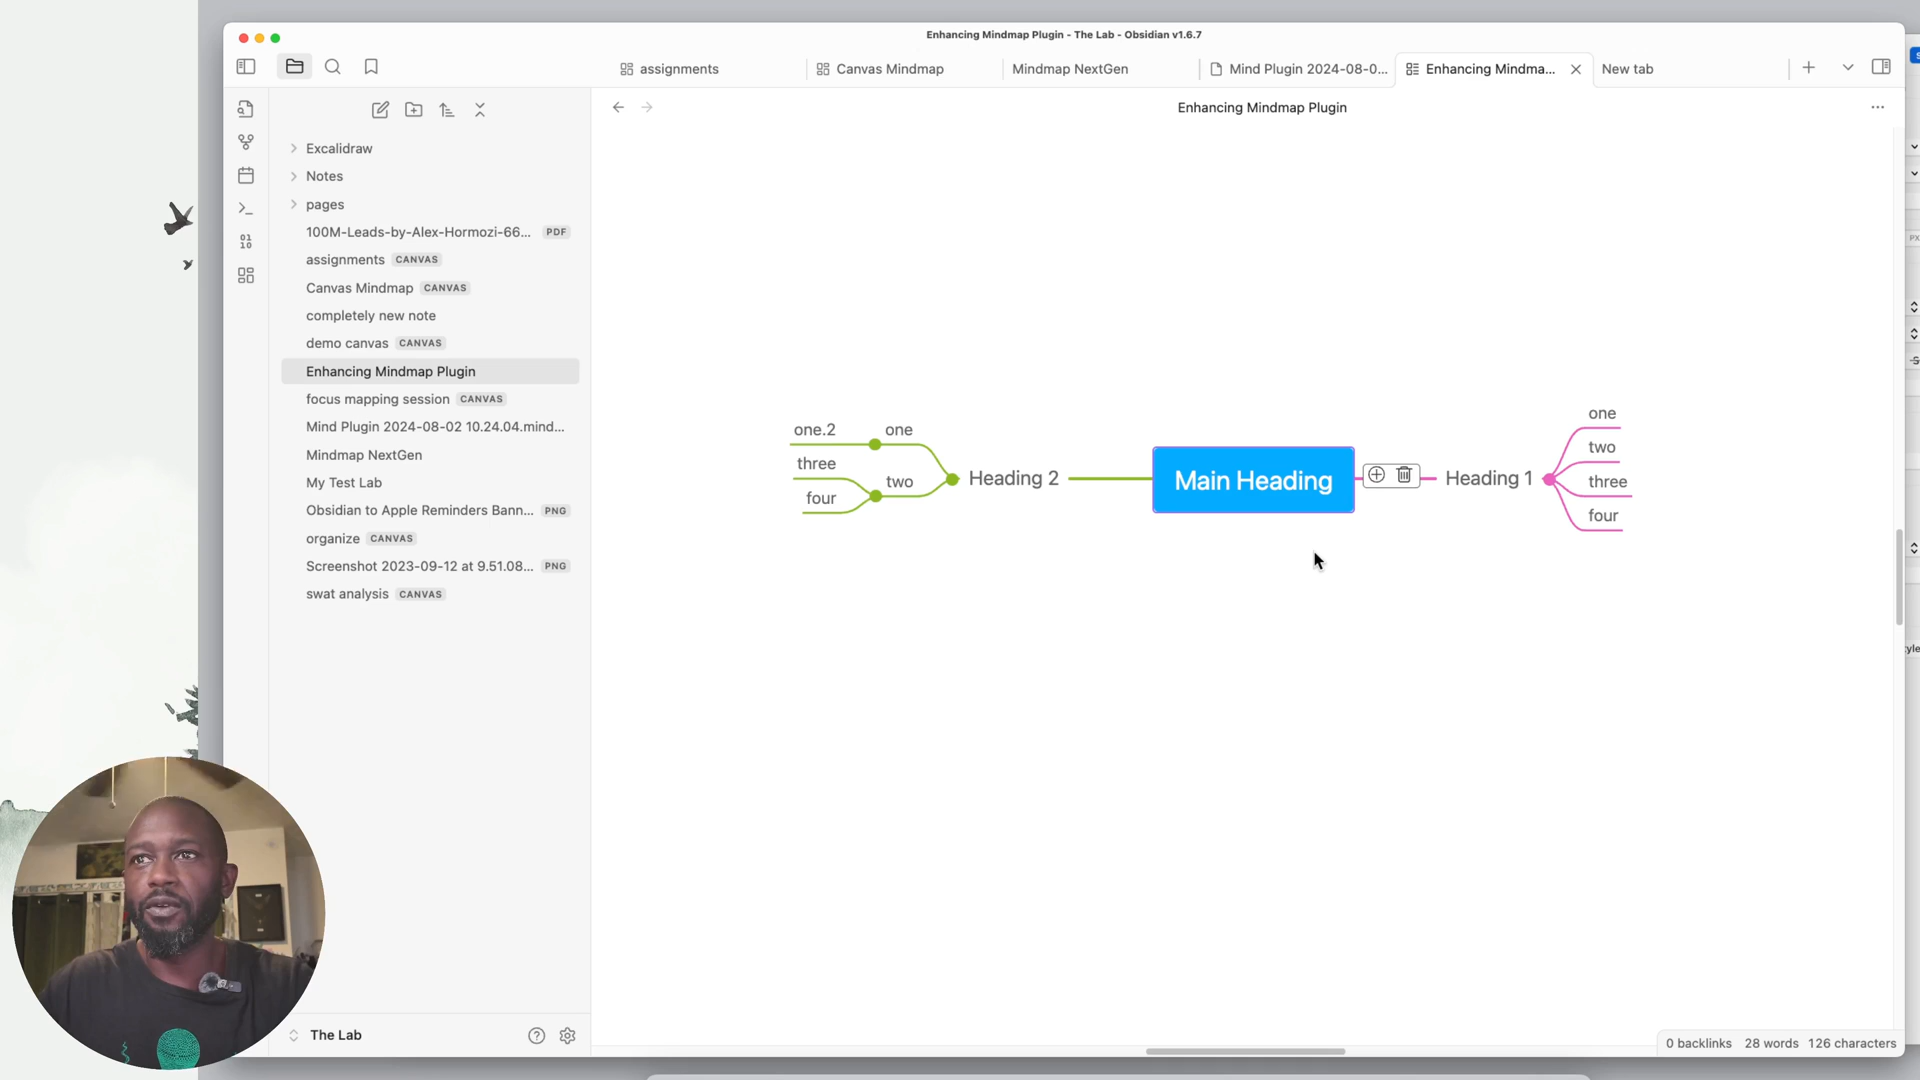 Enhancing Mindmap Plugin - The Lab - Obsidian v1.6.7
assignments
Canvas Mindmap
Mindmap NextGen
Mind Plugin 2024-08-0...
Enhancing Mindma...
New tab
Enhancing Mindmap Plugin
Excalidraw
Notes
pages
100M-Leads-by-Alex-Hormozi-66... PDF
assignments CANVAS
Canvas Mindmap CANVAS
completely new note
demo canvas CANVAS
Enhancing Mindmap Plugin
focus mapping session CANVAS
Mind Plugin 2024-08-02 10.24.04.mind...
Mindmap NextGen
My Test Lab
Obsidian to Apple Reminders Bann... PNG
organize CANVAS
Screenshot 2023-09-12 at 9.51.08... PNG
swat analysis CANVAS
The Lab
one.2
one
three
two
four
Heading 2
Main Heading
Heading 1
one
two
three
four
PX
yle
0 backlinks 28 words 126 characters